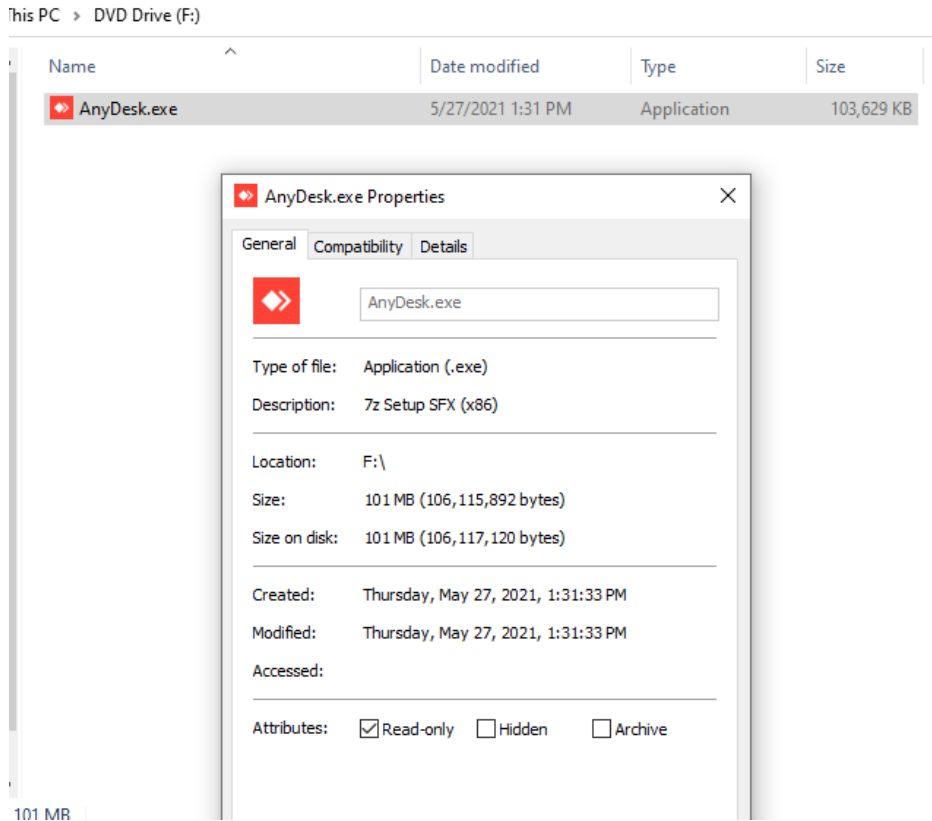 This PC > DVD Drive (F:)
Name Date modified Type Size
AnyDesk.exe 5/27/2021 1:31 PM Application 103,629 KB
AnyDesk.exe Properties
General Compatibility Details
AnyDesk.exe
Type of file: Application (.exe)
Description: 7z Setup SFX (x86)
Location: F:\
Size: 101 MB (106,115,892 bytes)
Size on disk: 101 MB (106,117,120 bytes)
Created: Thursday, May 27, 2021, 1:31:33 PM
Modified: Thursday, May 27, 2021, 1:31:33 PM
Accessed:
Attributes: Read-only Hidden Archive
101 MB